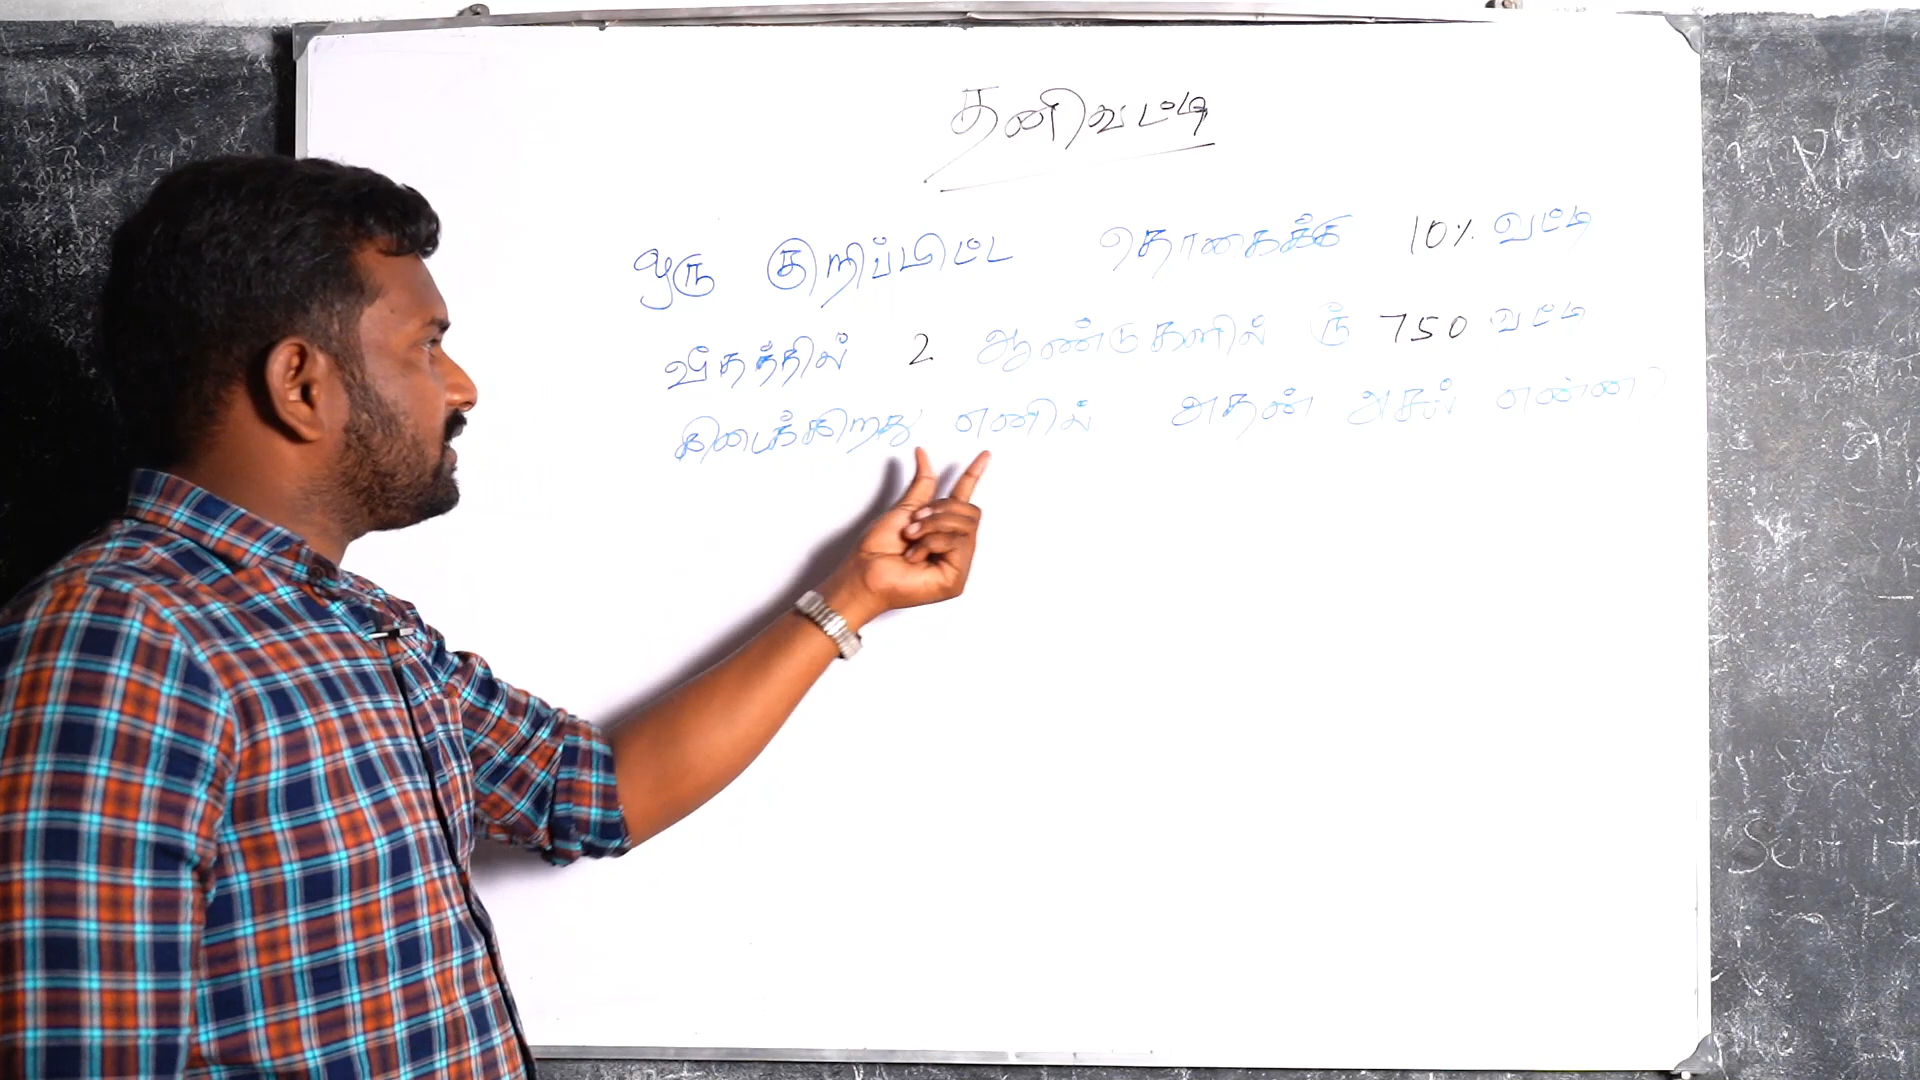 தனிவட்டி
ஒரு குறிப்பிட்ட தொகைக்கு 10% வட்டி
வீதத்தில் 2 ஆண்டுகளில் ரூ 750 வட்டி
கிடைக்கிறது எனில் அதன் அசல் என்ன?